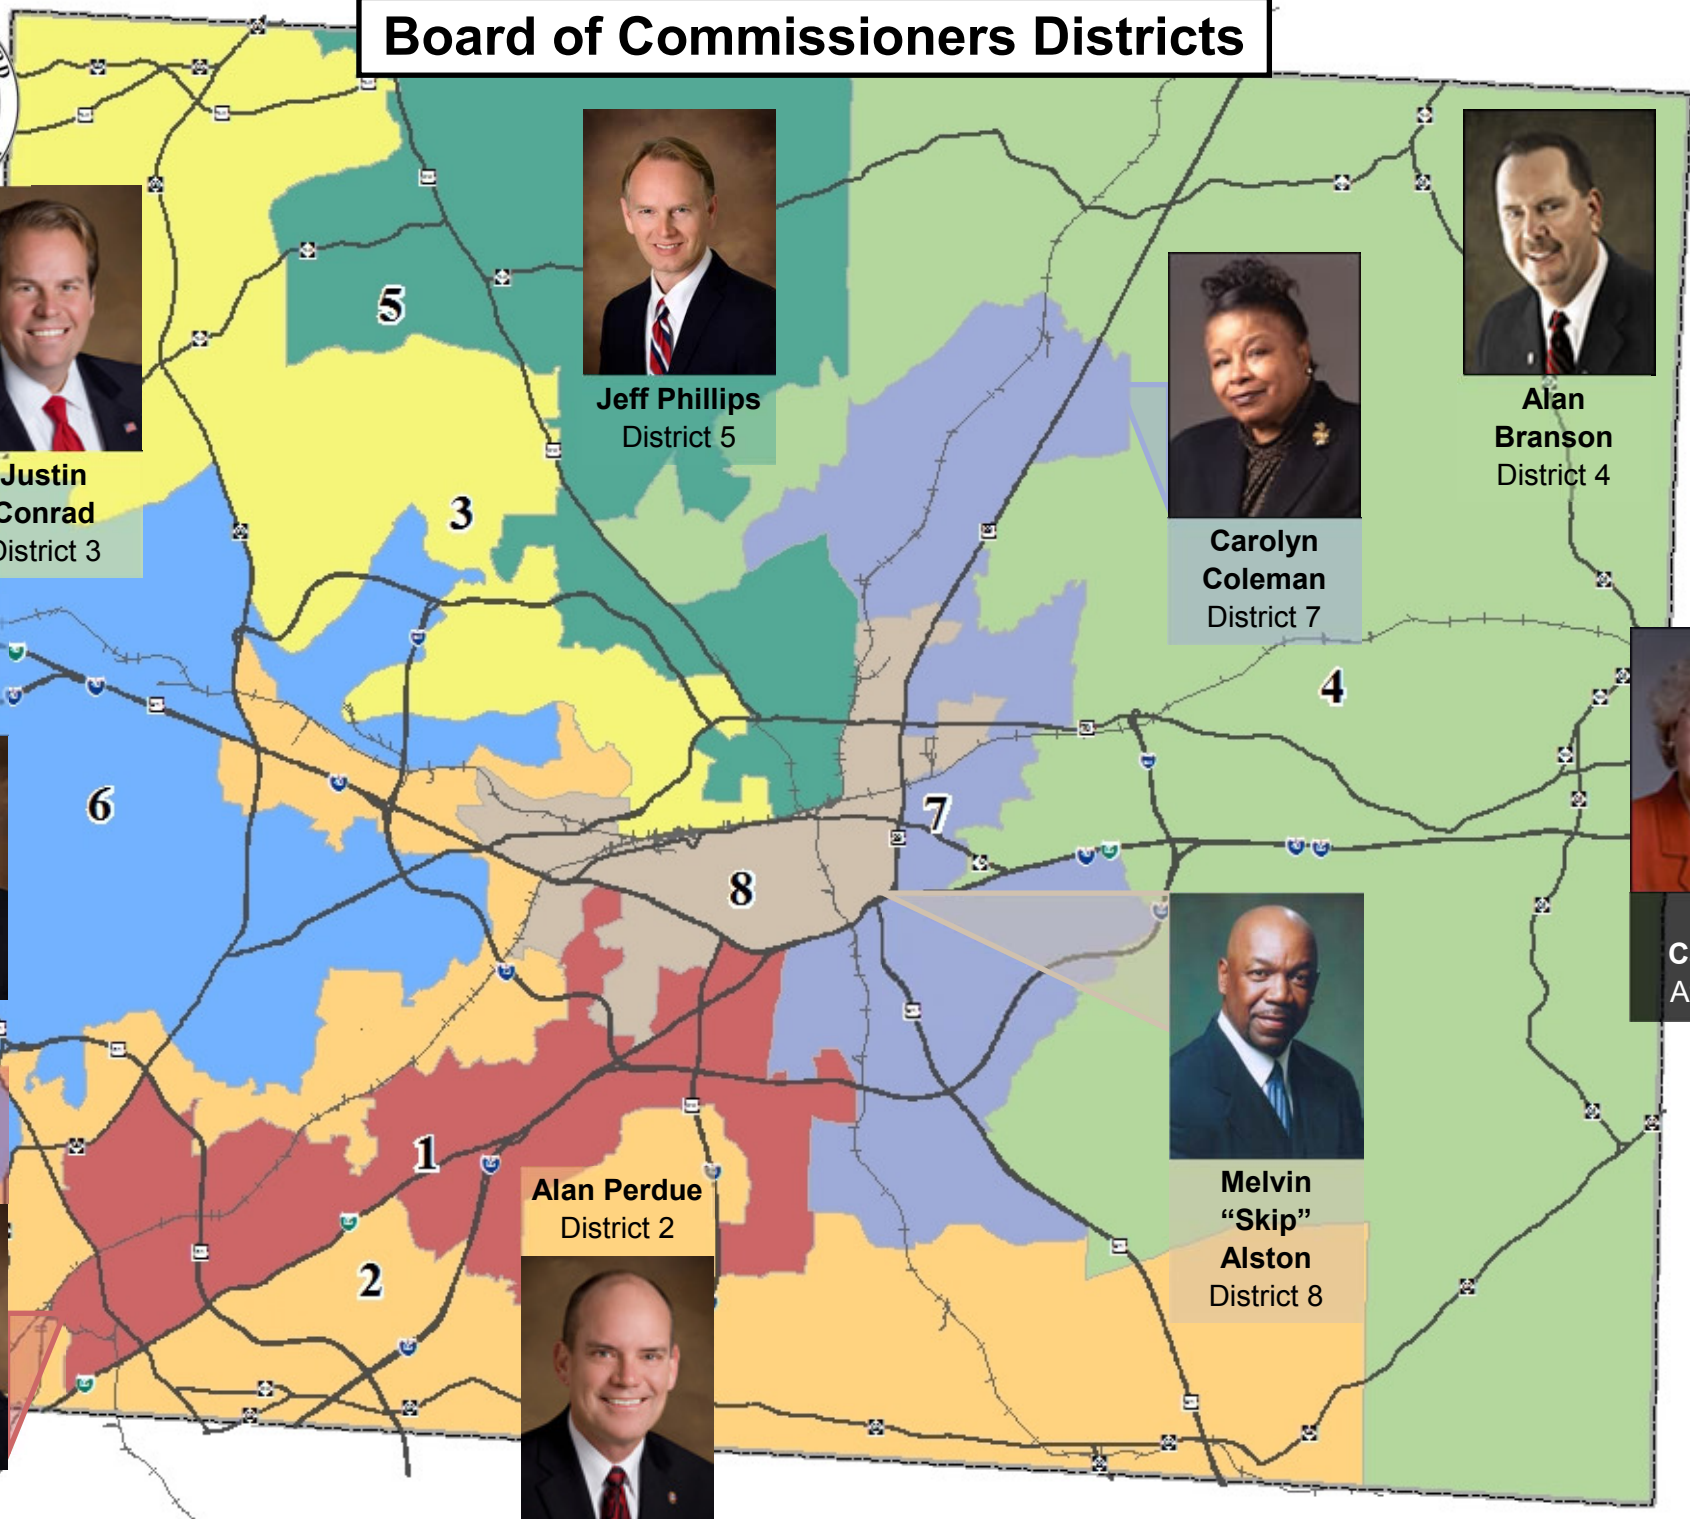 Board of Commissioners Districts
Jeff Phillips
District 5
Alan
Branson
District 4
Carolyn
Coleman
District 7
Justin
Conrad
District 3
5
3
4
6
7
8
1
2
Alan Perdue
District 2
Melvin
“Skip”
Alston
District 8
C
A